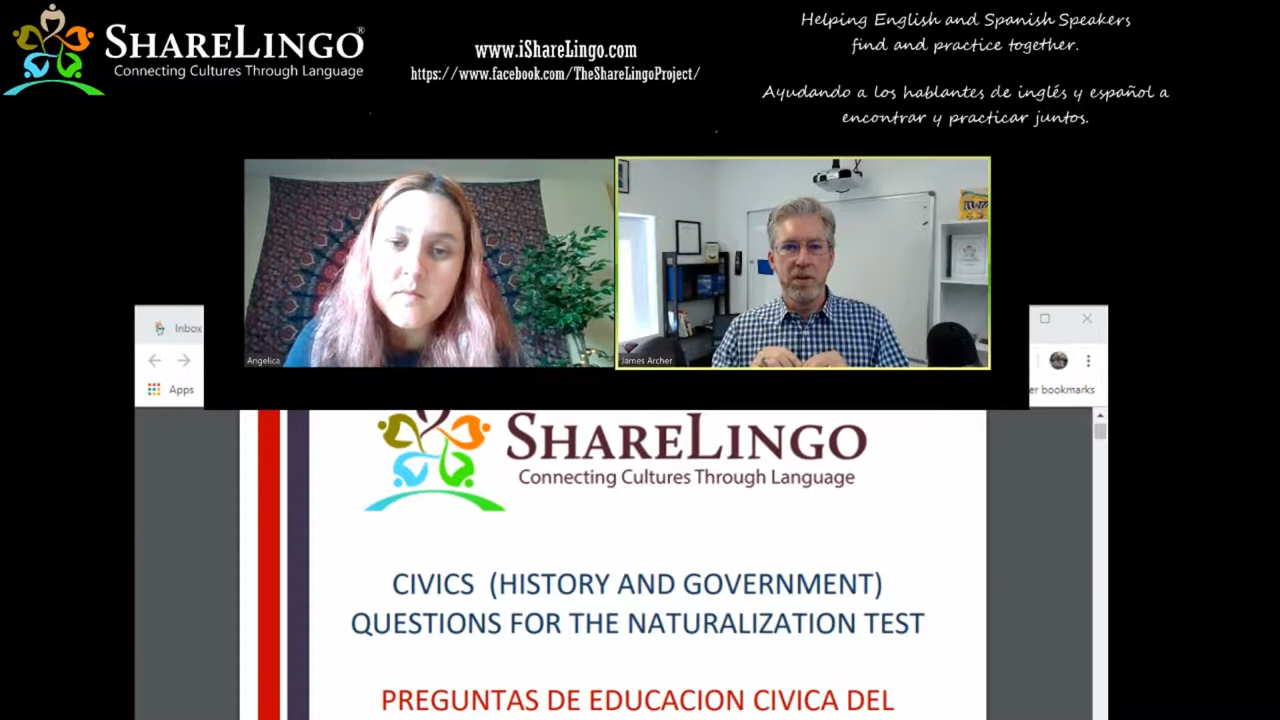 SHARELINGO®
Connecting Cultures Through Language
www.iShareLingo.com
https://www.facebook.com/TheShareLingoProject/
Helping English and Spanish Speakers
find and practice together.
Ayudando a los hablantes de inglés y español a
encontrar y practicar juntos.
Angelica
James Archer
Inbox
Apps
er bookmarks
SHARELINGO
Connecting Cultures Through Language
CIVICS (HISTORY AND GOVERNMENT)
QUESTIONS FOR THE NATURALIZATION TEST
PREGUNTAS DE EDUCACION CIVICA DEL